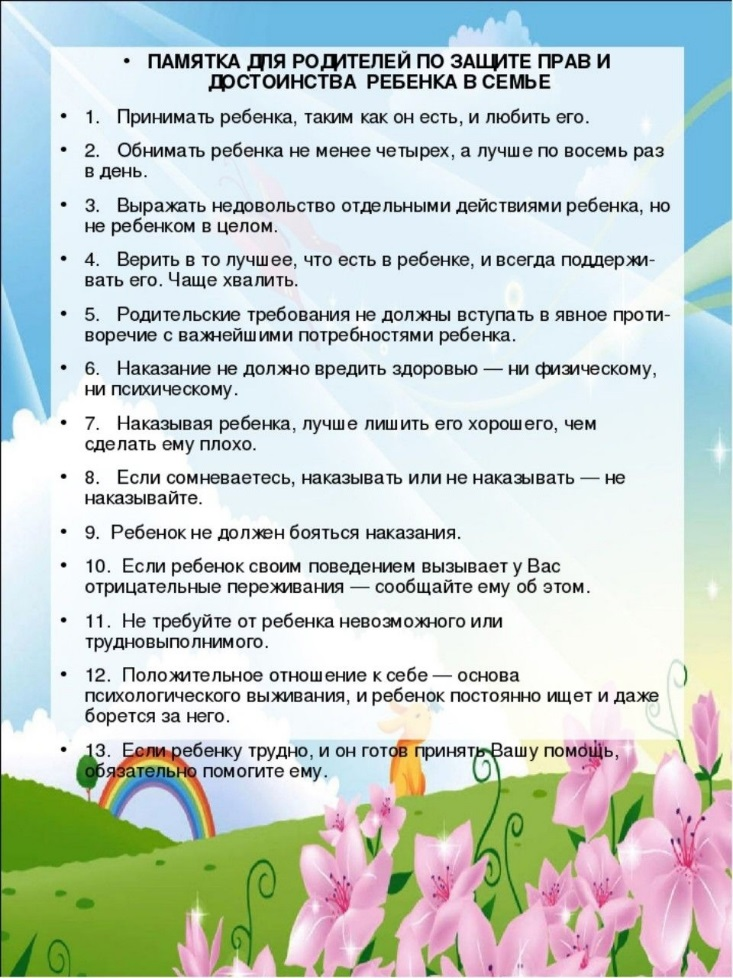 • ПАМЯТКА ДЛЯ РОДИТЕЛЕЙ ПО ЗАЩИТЕ ПРАВ И
ДОСТОИНСТВА РЕБЕНКА В СЕМЬЕ
• 1. Принимать ребенка, таким как он есть, и любить его.
• 2. Обнимать ребенка не менее четырех, а лучше по восемь раз
в день.
• 3. Выражать недовольство отдельными действиями ребенка, но
не ребенком в целом.
• 4. Верить в то лучшее, что есть в ребенке, и всегда поддержи-
вать его. Чаще хвалить.
• 5. Родительские требования не должны вступать в явное проти-
воречие с важнейшими потребностями ребенка.
• 6. Наказание не должно вредить здоровью — ни физическому,
ни психическому.
• 7. Наказывая ребенка, лучше лишить его хорошего, чем
сделать ему плохо.
• 8. Если сомневаетесь, наказывать или не наказывать — не
наказывайте.
• 9. Ребенок не должен бояться наказания.
• 10. Если ребенок своим поведением вызывает у Вас
отрицательные переживания — сообщайте ему об этом.
• 11. Не требуйте от ребенка невозможного или
трудновыполнимого.
• 12. Положительное отношение к себе — основа
психологического выживания, и ребенок постоянно ищет и даже
борется за него.
• 13. Если ребенку трудно, и он готов принять Вашу помощь,
обязательно помогите ему.